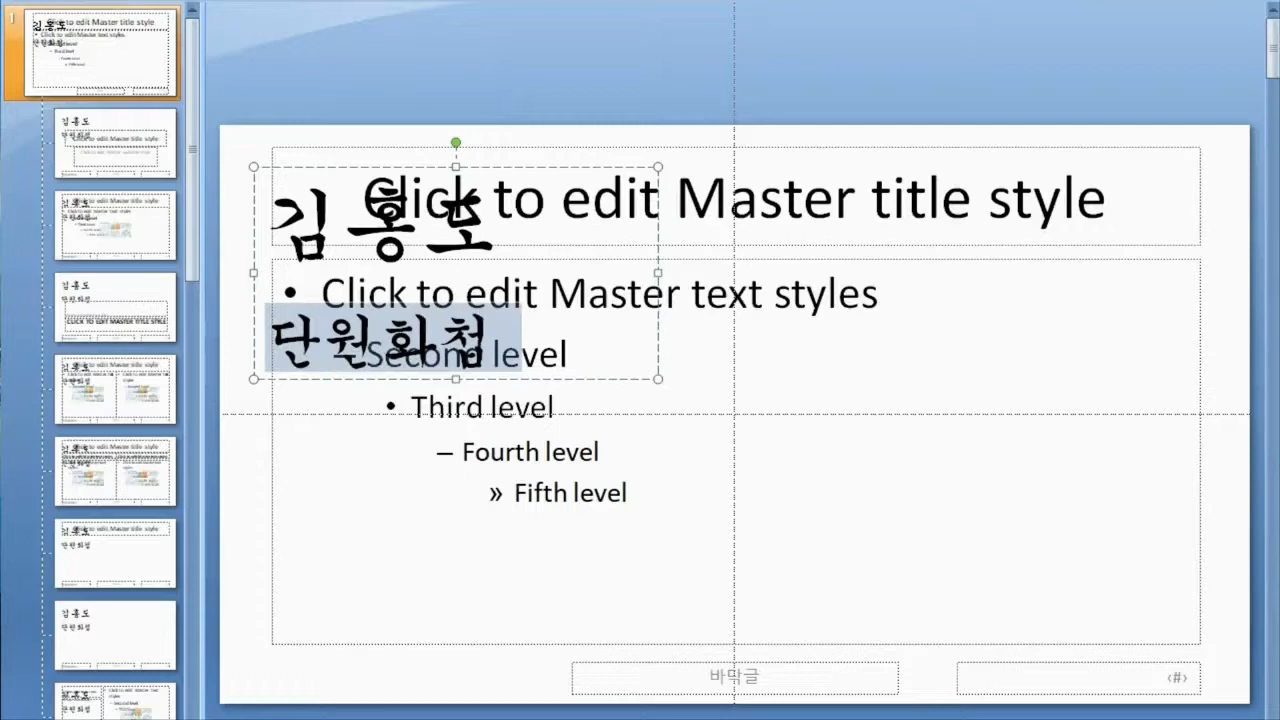 1
Click to edit Master title style
김홍도
• Click to edit Master text styles
단원화첩
Second level
• Third level
– Fourth level
» Fifth level
바닥글
‹#›